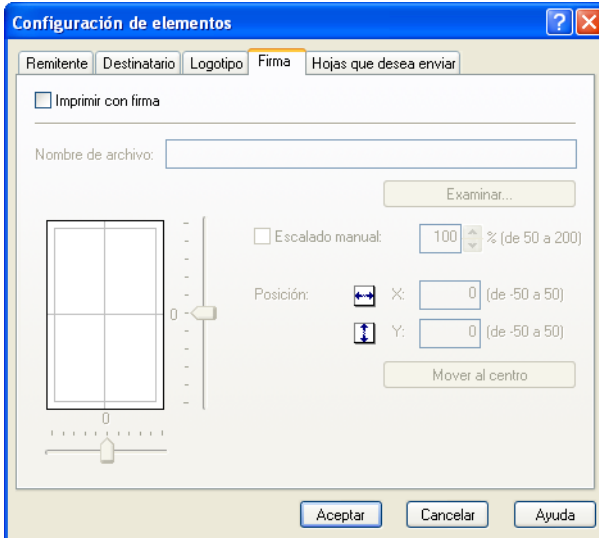 Configuración de elementos
Remitente Destinatario Logotipo Firma Hojas que desea enviar
Imprimir con firma
Nombre de archivo:
Examinar...
Escalado manual: 100 % (de 50 a 200)
0
Posición: X: 0 (de -50 a 50)
Y: 0 (de -50 a 50)
Mover al centro
0
Aceptar Cancelar Ayuda